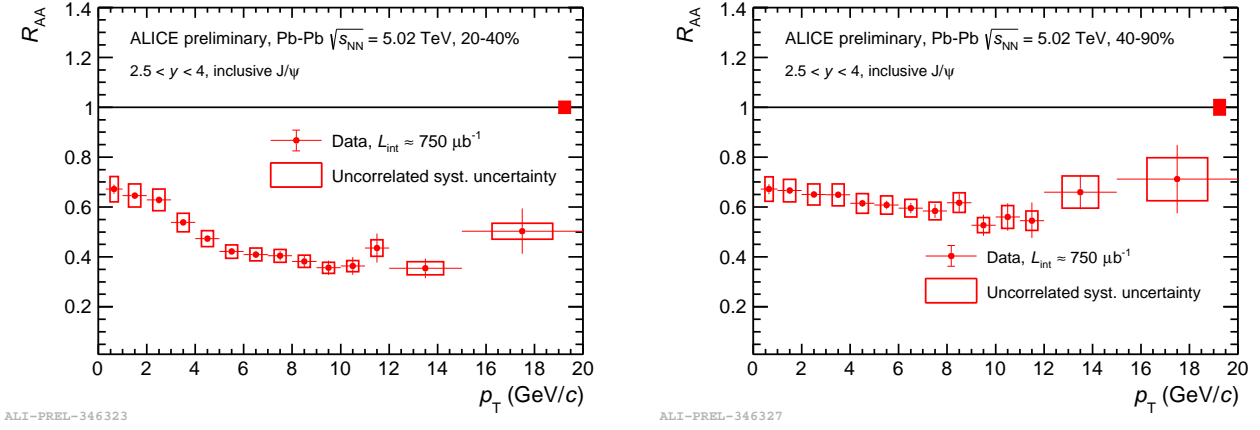 R_AA
1.4
1.2
1
0.8
0.6
0.4
0.2
ALICE preliminary, Pb-Pb √s_NN = 5.02 TeV, 20-40%
2.5 < y < 4, inclusive J/ψ
Data, L_int ≈ 750 μb⁻¹
Uncorrelated syst. uncertainty
0 2 4 6 8 10 12 14 16 18 20
p_T (GeV/c)
ALI-PREL-346323
R_AA
1.4
1.2
1
0.8
0.6
0.4
0.2
ALICE preliminary, Pb-Pb √s_NN = 5.02 TeV, 40-90%
2.5 < y < 4, inclusive J/ψ
Data, L_int ≈ 750 μb⁻¹
Uncorrelated syst. uncertainty
0 2 4 6 8 10 12 14 16 18 20
p_T (GeV/c)
ALI-PREL-346327